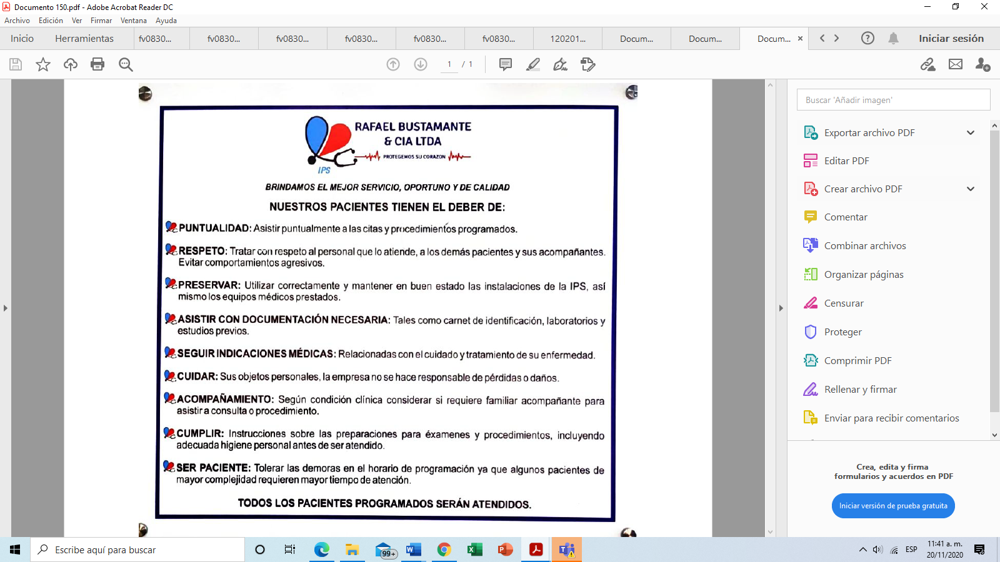 Documento 150.pdf - Adobe Acrobat Reader DC
Archivo Edición Ver Firmar Ventana Ayuda
Inicio Herramientas fv0830... fv0830... fv0830... fv0830... fv0830... fv0830... 120201... Docum... Docum... Docum... × Iniciar sesión
1 / 1
Buscar 'Añadir imagen'
Exportar archivo PDF
Editar PDF
Crear archivo PDF
Comentar
Combinar archivos
Organizar páginas
Censurar
Proteger
Comprimir PDF
Rellenar y firmar
Enviar para recibir comentarios
Crea, edita y firma
formularios y acuerdos en PDF
Iniciar versión de prueba gratuita
RAFAEL BUSTAMANTE
& CIA LTDA
PROTEGEMOS SU CORAZON
IPS
BRINDAMOS EL MEJOR SERVICIO, OPORTUNO Y DE CALIDAD
NUESTROS PACIENTES TIENEN EL DEBER DE:
PUNTUALIDAD: Asistir puntualmente a las citas y procedimientos programados.
RESPETO: Tratar con respeto al personal que lo atiende, a los demás pacientes y sus acompañantes.
Evitar comportamientos agresivos.
PRESERVAR: Utilizar correctamente y mantener en buen estado las instalaciones de la IPS, así
mismo los equipos médicos prestados.
ASISTIR CON DOCUMENTACIÓN NECESARIA: Tales como carnet de identificación, laboratorios y
estudios previos.
SEGUIR INDICACIONES MÉDICAS: Relacionadas con el cuidado y tratamiento de su enfermedad.
CUIDAR: Sus objetos personales, la empresa no se hace responsable de pérdidas o daños.
ACOMPAÑAMIENTO: Según condición clínica considerar si requiere familiar acompañante para
asistir a consulta o procedimiento.
CUMPLIR: Instrucciones sobre las preparaciones para éxamenes y procedimientos, incluyendo
adecuada higiene personal antes de ser atendido.
SER PACIENTE: Tolerar las demoras en el horario de programación ya que algunos pacientes de
mayor complejidad requieren mayor tiempo de atención.
TODOS LOS PACIENTES PROGRAMADOS SERÁN ATENDIDOS.
Escribe aquí para buscar
99+
ESP
11:41 a. m.
20/11/2020